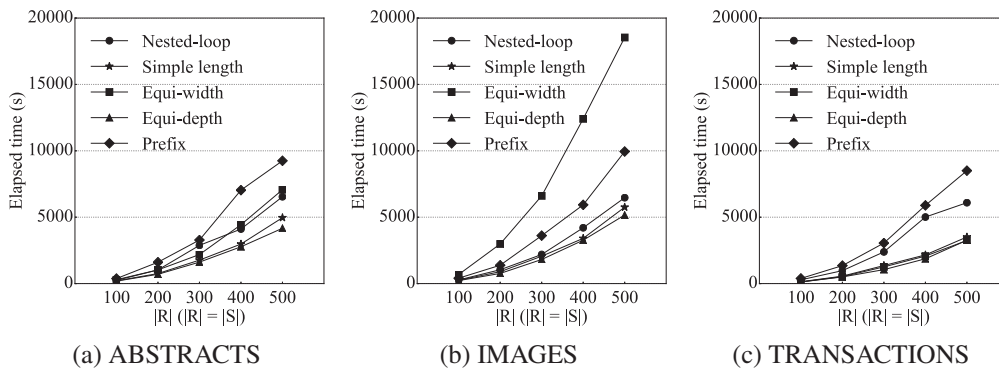 20000
15000
10000
5000
0
Elapsed time (s)
Nested-loop
Simple length
Equi-width
Equi-depth
Prefix
100 200 300 400 500
|R| (|R| = |S|)
(a) ABSTRACTS
20000
15000
10000
5000
0
Elapsed time (s)
Nested-loop
Simple length
Equi-width
Equi-depth
Prefix
100 200 300 400 500
|R| (|R| = |S|)
(b) IMAGES
20000
15000
10000
5000
0
Elapsed time (s)
Nested-loop
Simple length
Equi-width
Equi-depth
Prefix
100 200 300 400 500
|R| (|R| = |S|)
(c) TRANSACTIONS